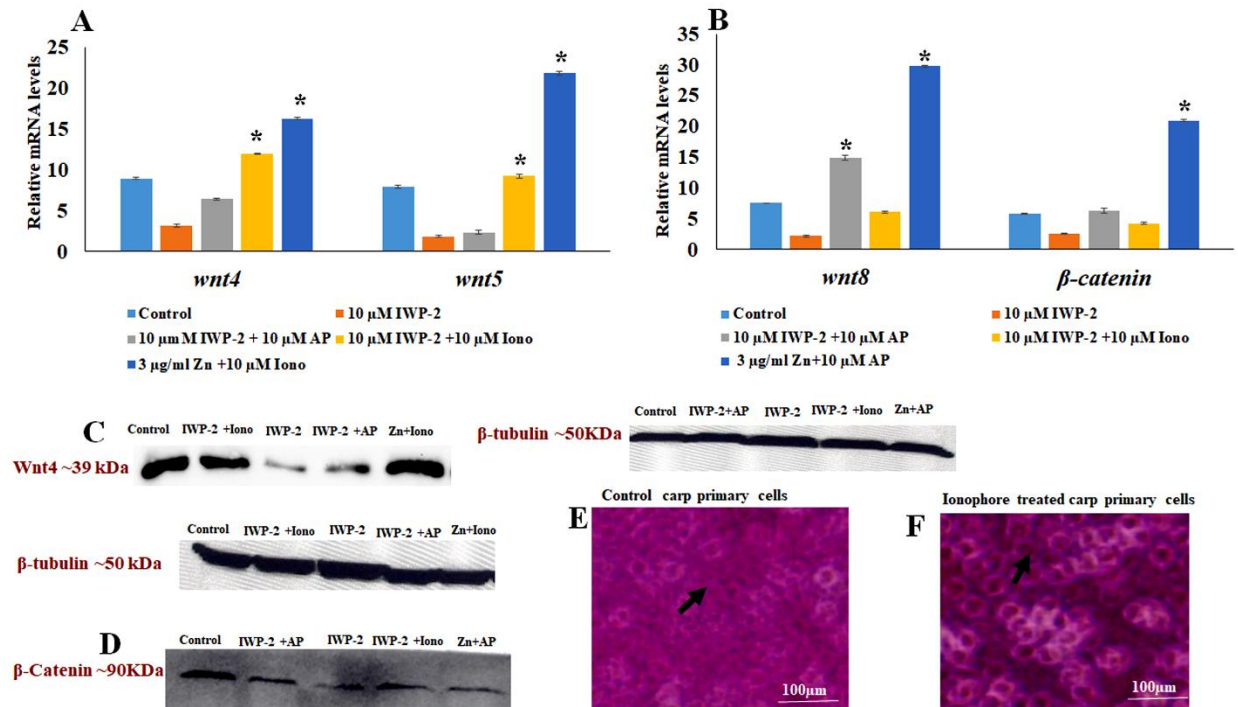 A
Relative mRNA levels
25
20
15
10
5
0
*
*
*
*
wnt4
wnt5
Control
10 µM IWP-2
10 µm M IWP-2 + 10 µM AP
10 µM IWP-2 +10 µM Iono
3 µg/ml Zn +10 µM Iono
B
Relative mRNA levels
35
30
25
20
15
10
5
0
*
*
*
wnt8
β-catenin
Control
10 µM IWP-2
10 µM IWP-2 +10 µM AP
10 µM IWP-2 +10 µM Iono
3 µg/ml Zn+10 µM AP
C
Control IWP-2 +Iono IWP-2 IWP-2 +AP Zn+Iono
Wnt4 ~39 kDa
Control IWP-2+AP IWP-2 IWP-2 +Iono Zn+AP
β-tubulin ~50KDa
Control IWP-2 +Iono IWP-2 IWP-2 +AP Zn+Iono
β-tubulin ~50 kDa
D
Control IWP-2 +AP IWP-2 IWP-2 +Iono Zn+AP
β-Catenin ~90KDa
Control carp primary cells
E
100µm
Ionophore treated carp primary cells
F
100µm